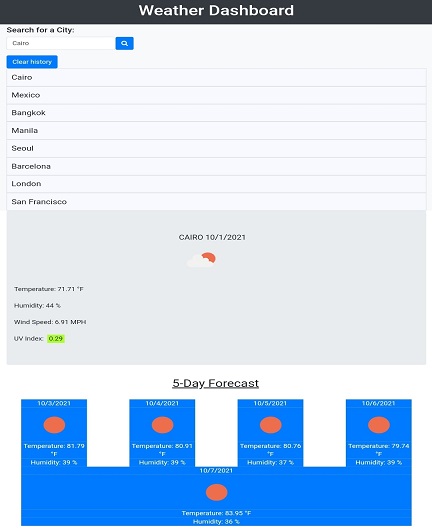 Weather Dashboard
Search for a City:
Cairo
Clear history
Cairo
Mexico
Bangkok
Manila
Seoul
Barcelona
London
San Francisco
CAIRO 10/1/2021
Temperature: 71.71 °F
Humidity: 44 %
Wind Speed: 6.91 MPH
UV Index: 0.29
5-Day Forecast
10/3/2021
Temperature: 81.79
°F
Humidity: 39 %
10/4/2021
Temperature: 80.91
°F
Humidity: 39 %
10/5/2021
Temperature: 80.76
°F
Humidity: 37 %
10/6/2021
Temperature: 79.74
°F
Humidity: 39 %
10/7/2021
Temperature: 83.95 °F
Humidity: 36 %